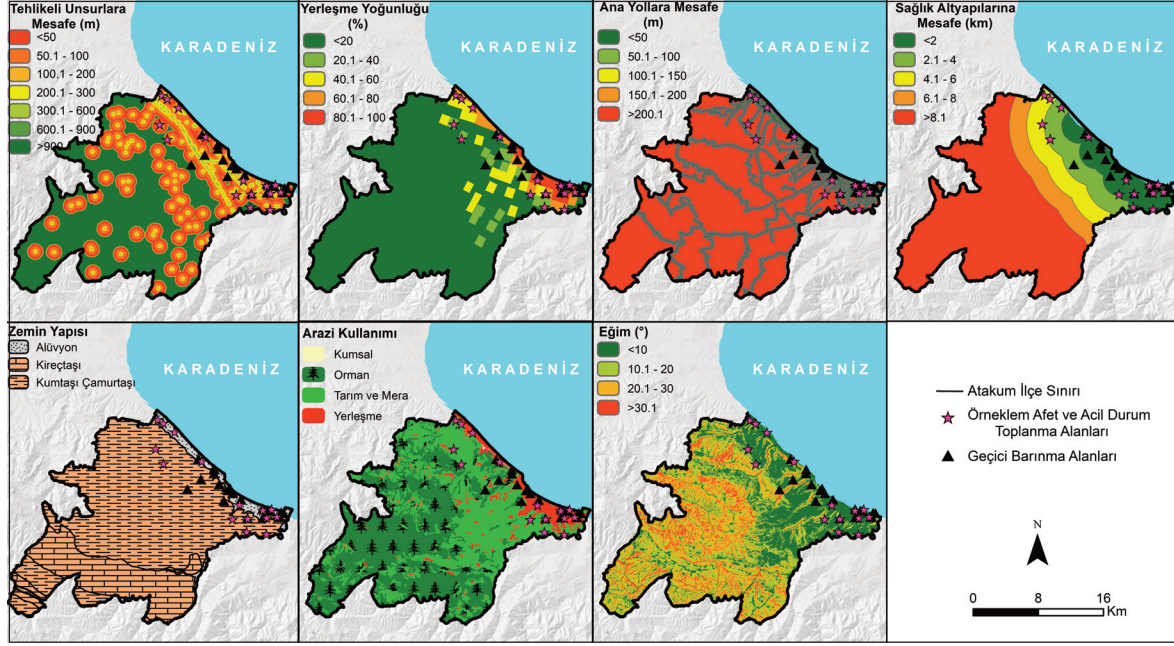 Tehlikeli Unsurlara
Mesafe (m)
<50
50.1 - 100
100.1 - 200
200.1 - 300
300.1 - 600
600.1 - 900
>900
KARADENİZ
Yerleşme Yoğunluğu
(%)
<20
20.1 - 40
40.1 - 60
60.1 - 80
80.1 - 100
KARADENİZ
Ana Yollara Mesafe
(m)
<50
50.1 - 100
100.1 - 150
150.1 - 200
>200.1
KARADENİZ
Sağlık Altyapılarına
Mesafe (km)
<2
2.1 - 4
4.1 - 6
6.1 - 8
>8.1
KARADENİZ
Zemin Yapısı
Alüvyon
Kireçtaşı
Kumtaşı Çamurtaşı
KARADENİZ
Arazi Kullanımı
Kumsal
Orman
Tarım ve Mera
Yerleşme
KARADENİZ
Eğim (°)
<10
10.1 - 20
20.1 - 30
>30.1
KARADENİZ
Atakum İlçe Sınırı
Örneklem Afet ve Acil Durum
Toplanma Alanları
Geçici Barınma Alanları
N
0 8 16
Km